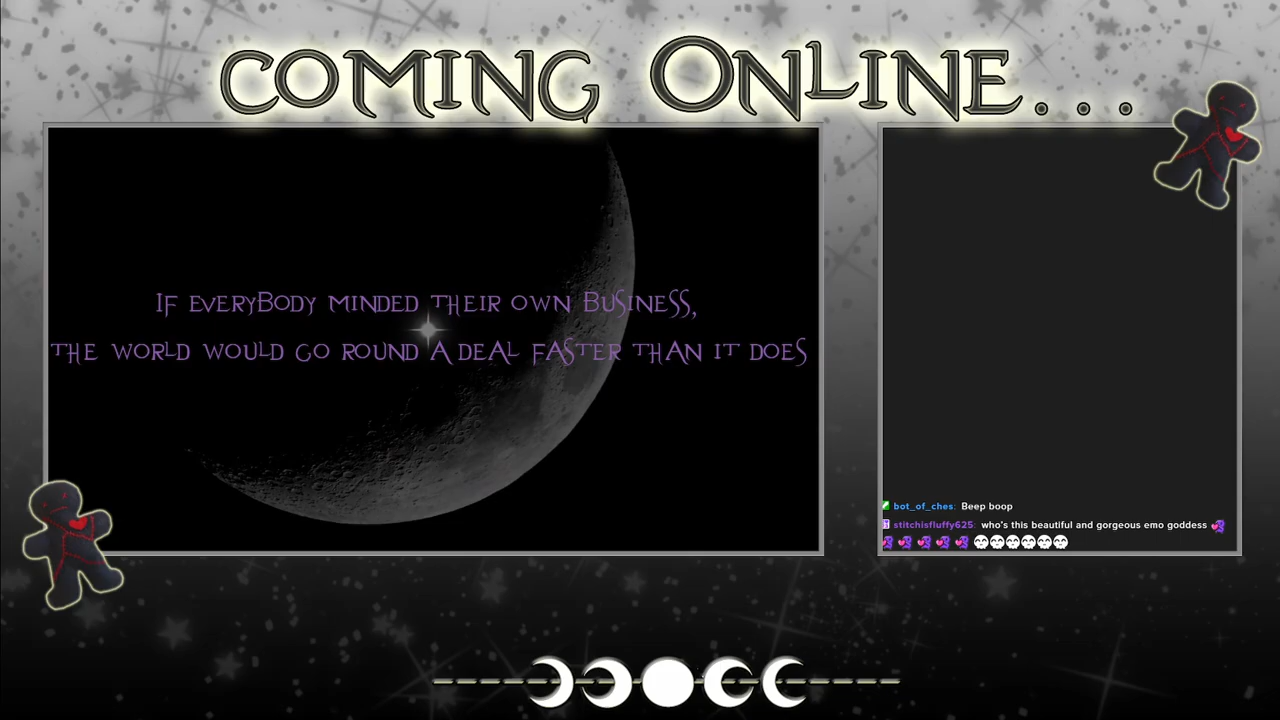 Coming Online...
If everybody minded their own business,
the world would go round a deal faster than it does
bot_of_ches: Beep boop
stitchisfluffy625: who's this beautiful and gorgeous emo goddess